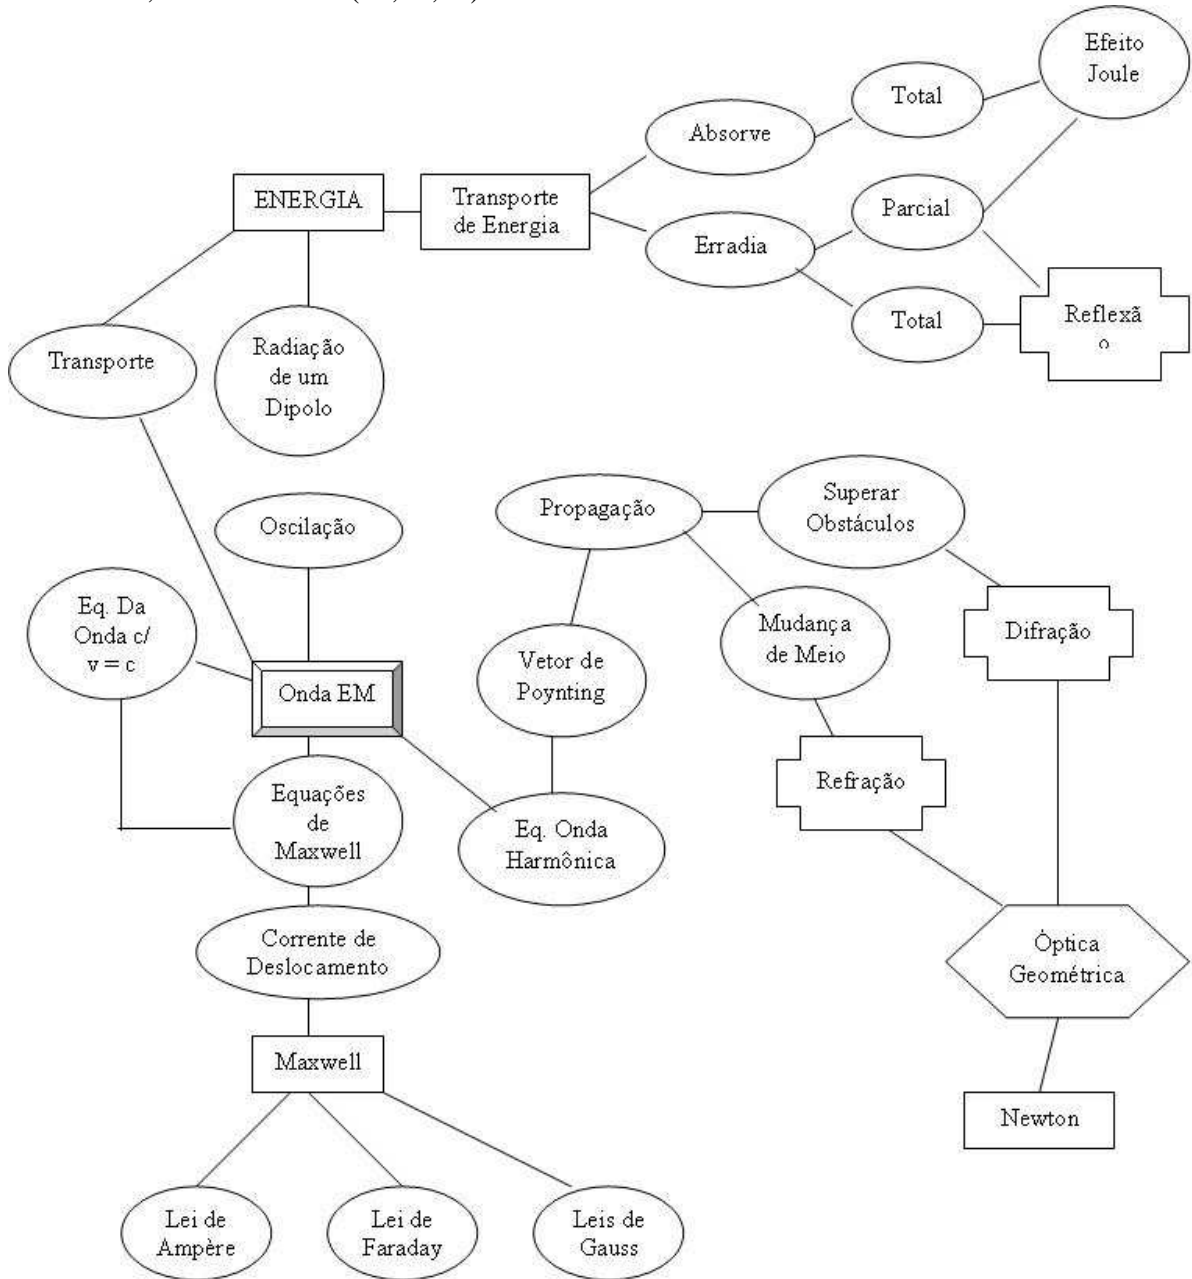 Efeito
Joule
Total
Absorve
ENERGIA
Transporte
de Energia
Parcial
Erradia
Total
Reflexã
o
Transporte
Radiação
de um
Dipolo
Superar
Obstáculos
Propagação
Oscilação
Eq. Da
Onda c/
v = c
Mudança
de Meio
Difração
Vetor de
Poynting
Onda EM
Refração
Equações
de
Maxwell
Eq. Onda
Harmônica
Corrente de
Deslocamento
Óptica
Geométrica
Maxwell
Newton
Lei de
Ampère
Lei de
Faraday
Leis de
Gauss